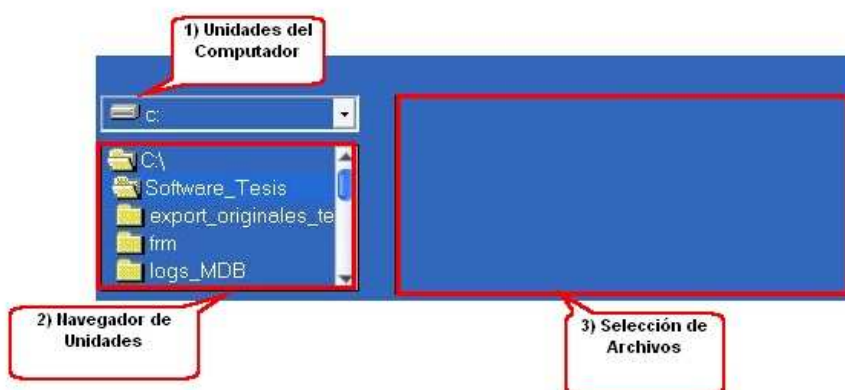 1) Unidades del
Computador
c:
C:\
Software_Tesis
export_originales_te
frm
logs_MDB
2) Navegador de
Unidades
3) Selección de
Archivos